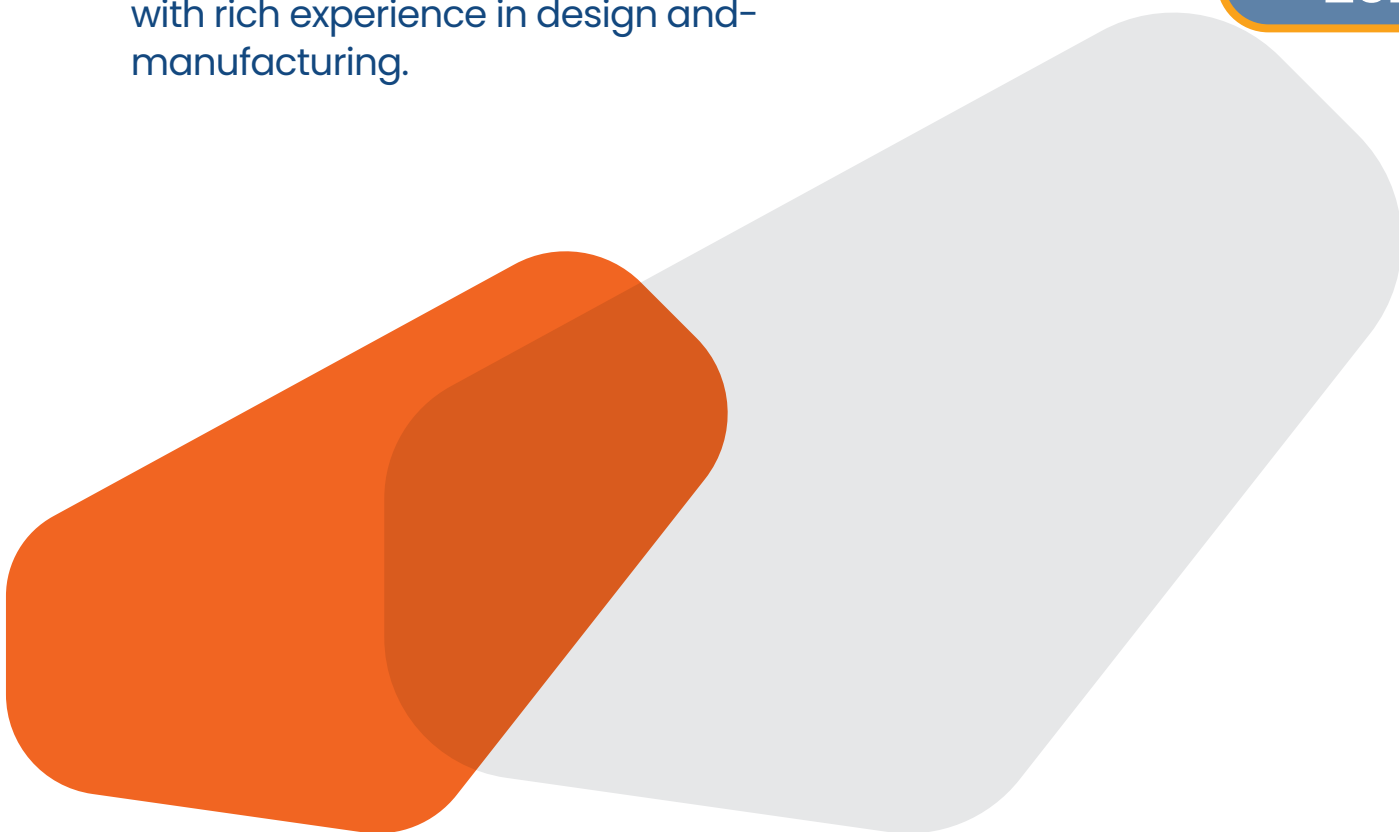 with rich experience in design and-
manufacturing.